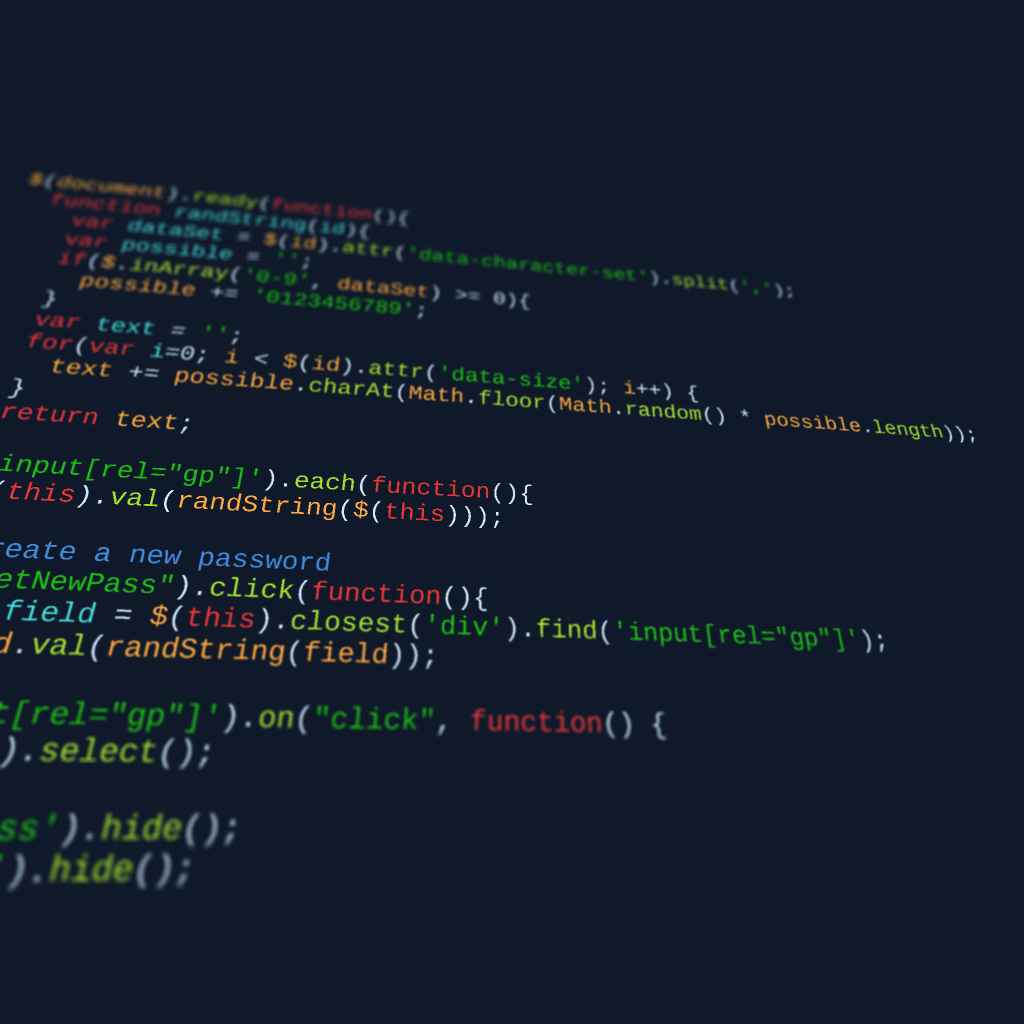 $(document).ready(function(){
function randString(id){
var dataSet = $(id).attr('data-character-set').split(',');
var possible = '';
if($.inArray('0-9', dataSet) >= 0){
possible += '0123456789';
}
var text = '';
for(var i=0; i < $(id).attr('data-size'); i++) {
text += possible.charAt(Math.floor(Math.random() * possible.length));
}
return text;
input[rel="gp"]').each(function(){
(this).val(randString($(this)));
reate a new password
etNewPass").click(function(){
field = $(this).closest('div').find('input[rel="gp"]');
d.val(randString(field));
t[rel="gp"]').on("click", function() {
).select();
ss').hide();
').hide();